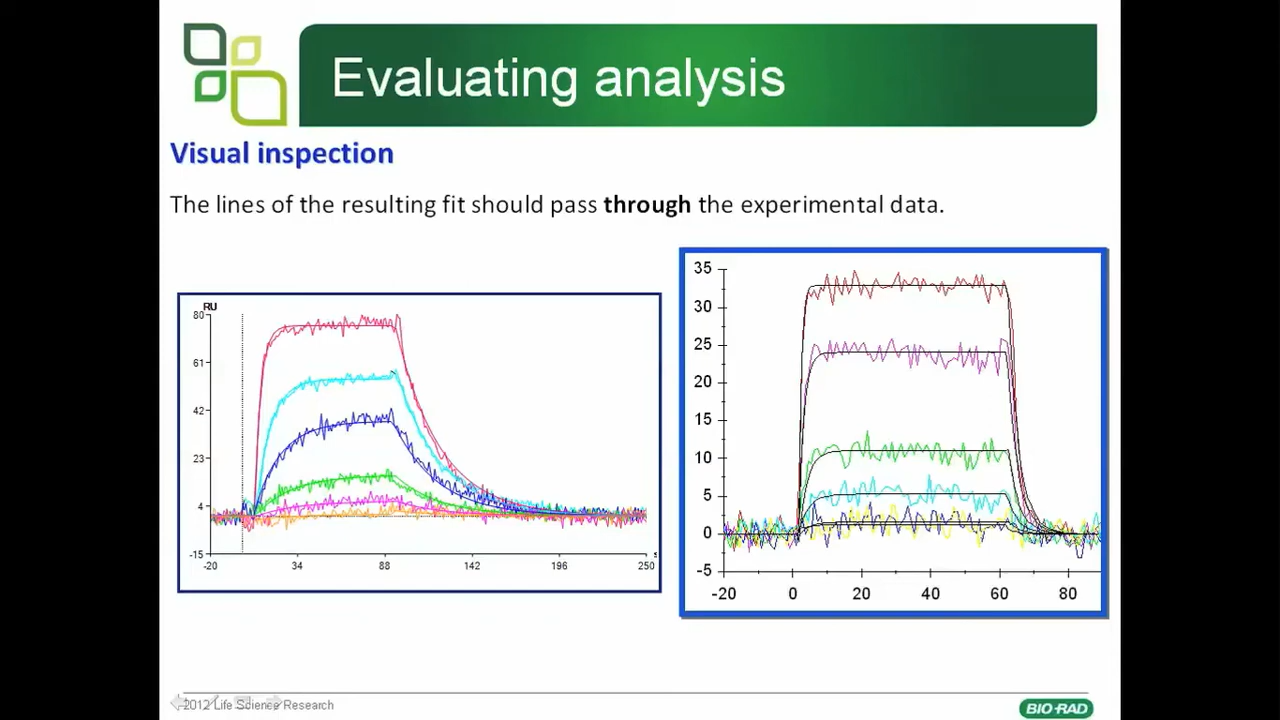 Evaluating analysis
Visual inspection
The lines of the resulting fit should pass through the experimental data.
RU
80
61
42
23
4
-15
-20 34 88 142 196 250
s
35
30
25
20
15
10
5
0
-5
-20 0 20 40 60 80
2012 Life Science Research
BIO-RAD